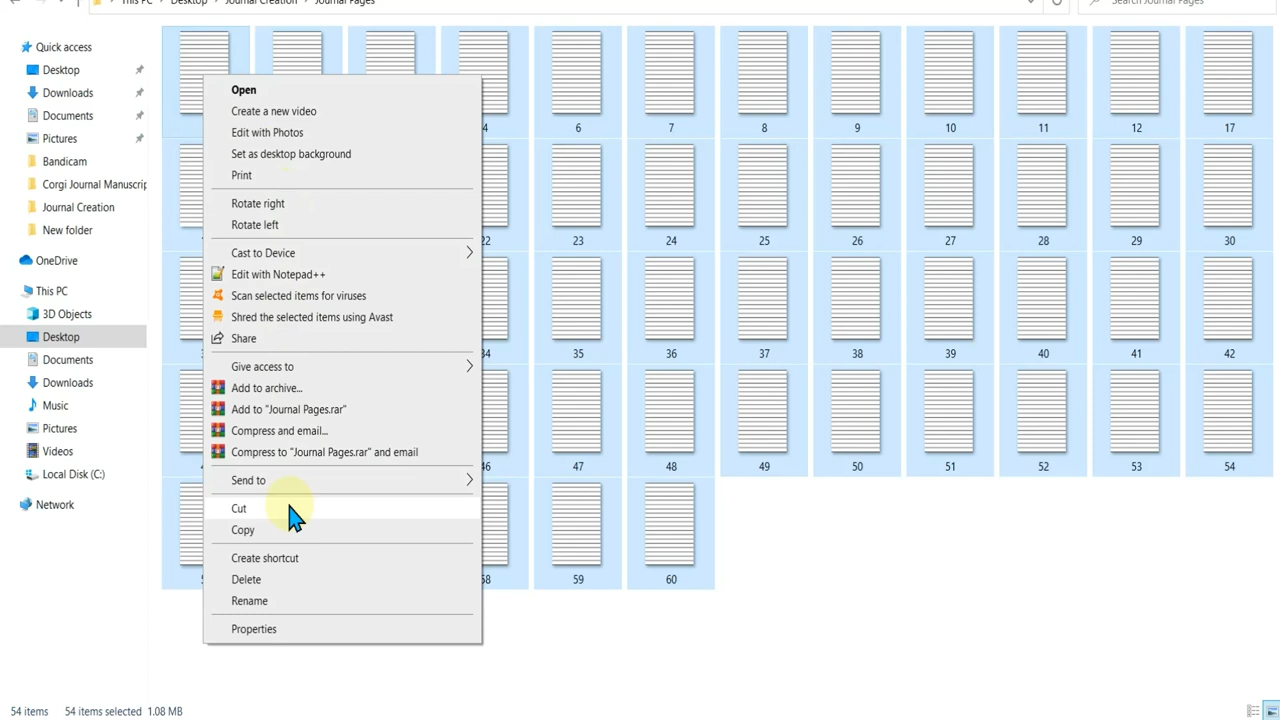 This PC > Desktop > Journal Creation > Journal Pages
Search Journal Pages
Quick access
Desktop
Downloads
Documents
Pictures
Bandicam
Corgi Journal Manuscrip
Journal Creation
New folder
OneDrive
This PC
3D Objects
Desktop
Documents
Downloads
Music
Pictures
Videos
Local Disk (C:)
Network
Open
Create a new video
Edit with Photos
Set as desktop background
Print
Rotate right
Rotate left
Cast to Device
Edit with Notepad++
Scan selected items for viruses
Shred the selected items using Avast
Share
Give access to
Add to archive...
Add to "Journal Pages.rar"
Compress and email...
Compress to "Journal Pages.rar" and email
Send to
Cut
Copy
Create shortcut
Delete
Rename
Properties
4 6 7 8 9 10 11 12 17
22 23 24 25 26 27 28 29 30
34 35 36 37 38 39 40 41 42
46 47 48 49 50 51 52 53 54
58 59 60
54 items 54 items selected 1.08 MB